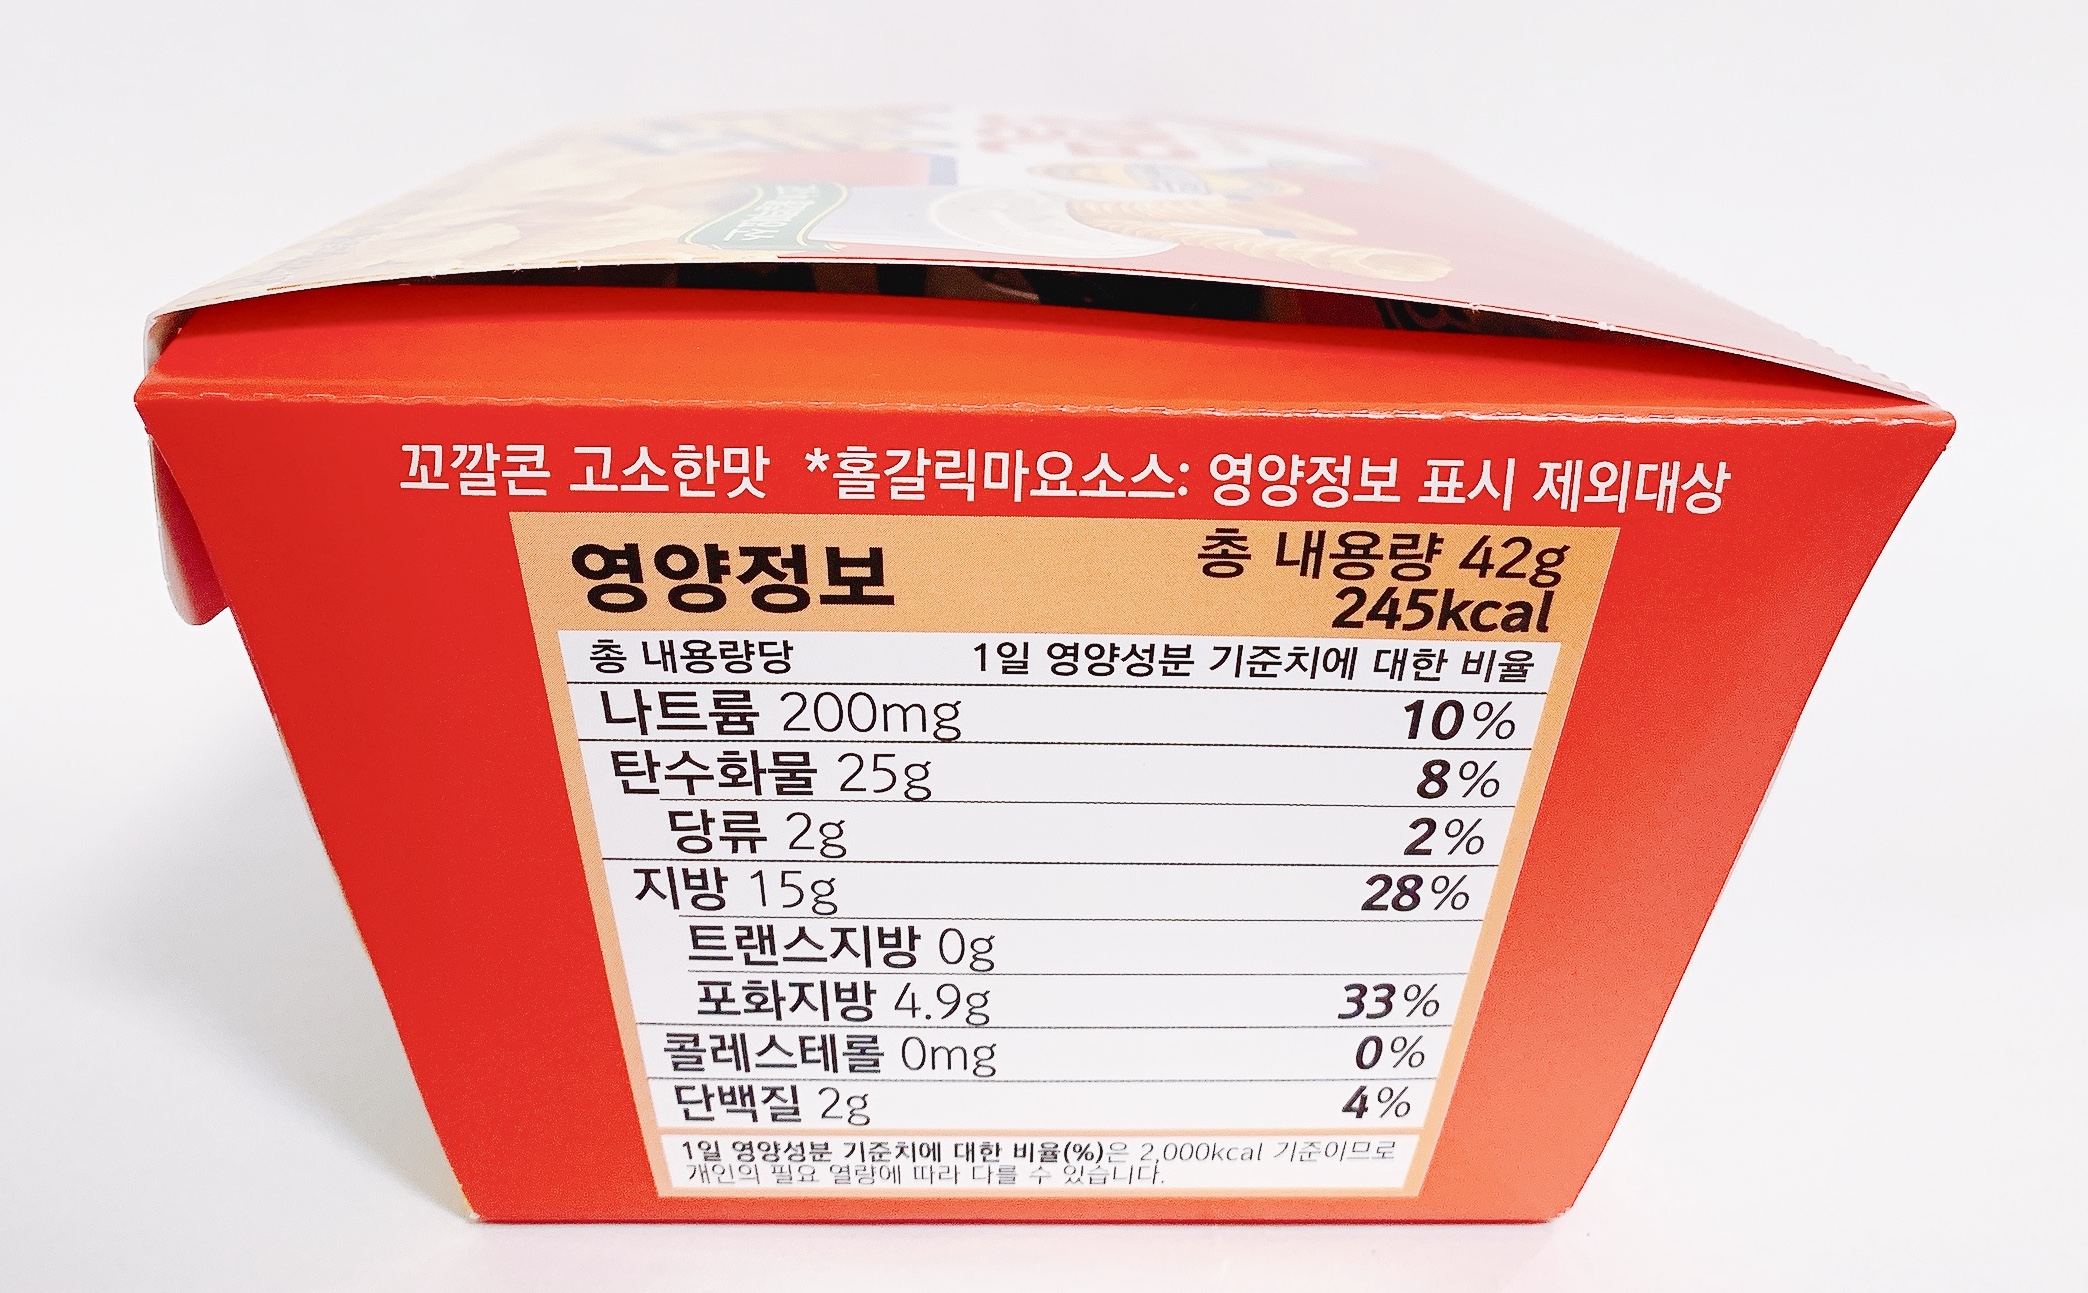 꼬깔콘 고소한맛 *홀갈릭마요소스: 영양정보 표시 제외대상
영양정보
총 내용량 42g
245kcal
총 내용량당 1일 영양성분 기준치에 대한 비율
나트륨 200mg 10%
탄수화물 25g 8%
당류 2g 2%
지방 15g 28%
트랜스지방 0g
포화지방 4.9g 33%
콜레스테롤 0mg 0%
단백질 2g 4%
1일 영양성분 기준치에 대한 비율(%)은 2,000kcal 기준이므로
개인의 필요 열량에 따라 다를 수 있습니다.